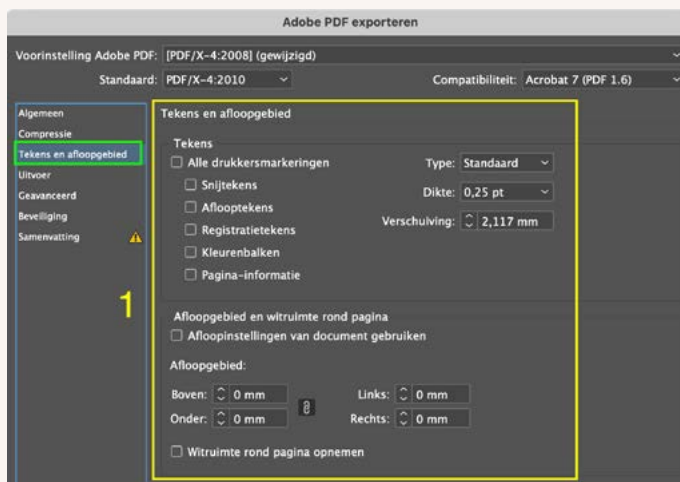 Adobe PDF exporteren
Voorinstelling Adobe PDF: [PDF/X-4:2008] (gewijzigd)
Standaard: PDF/X-4:2010 Compatibiliteit: Acrobat 7 (PDF 1.6)
Algemeen
Compressie
Tekens en afloopgebied
Uitvoer
Geavanceerd
Beveiliging
Samenvatting
1
Tekens en afloopgebied
Tekens
Alle drukkersmarkeringen Type: Standaard
Snijtekens Dikte: 0,25 pt
Aflooptekens Verschuiving: 2,117 mm
Registratietekens
Kleurenbalken
Pagina-informatie
Afloopgebied en witruimte rond pagina
Afloopinstellingen van document gebruiken
Afloopgebied:
Boven: 0 mm Links: 0 mm
Onder: 0 mm Rechts: 0 mm
Witruimte rond pagina opnemen